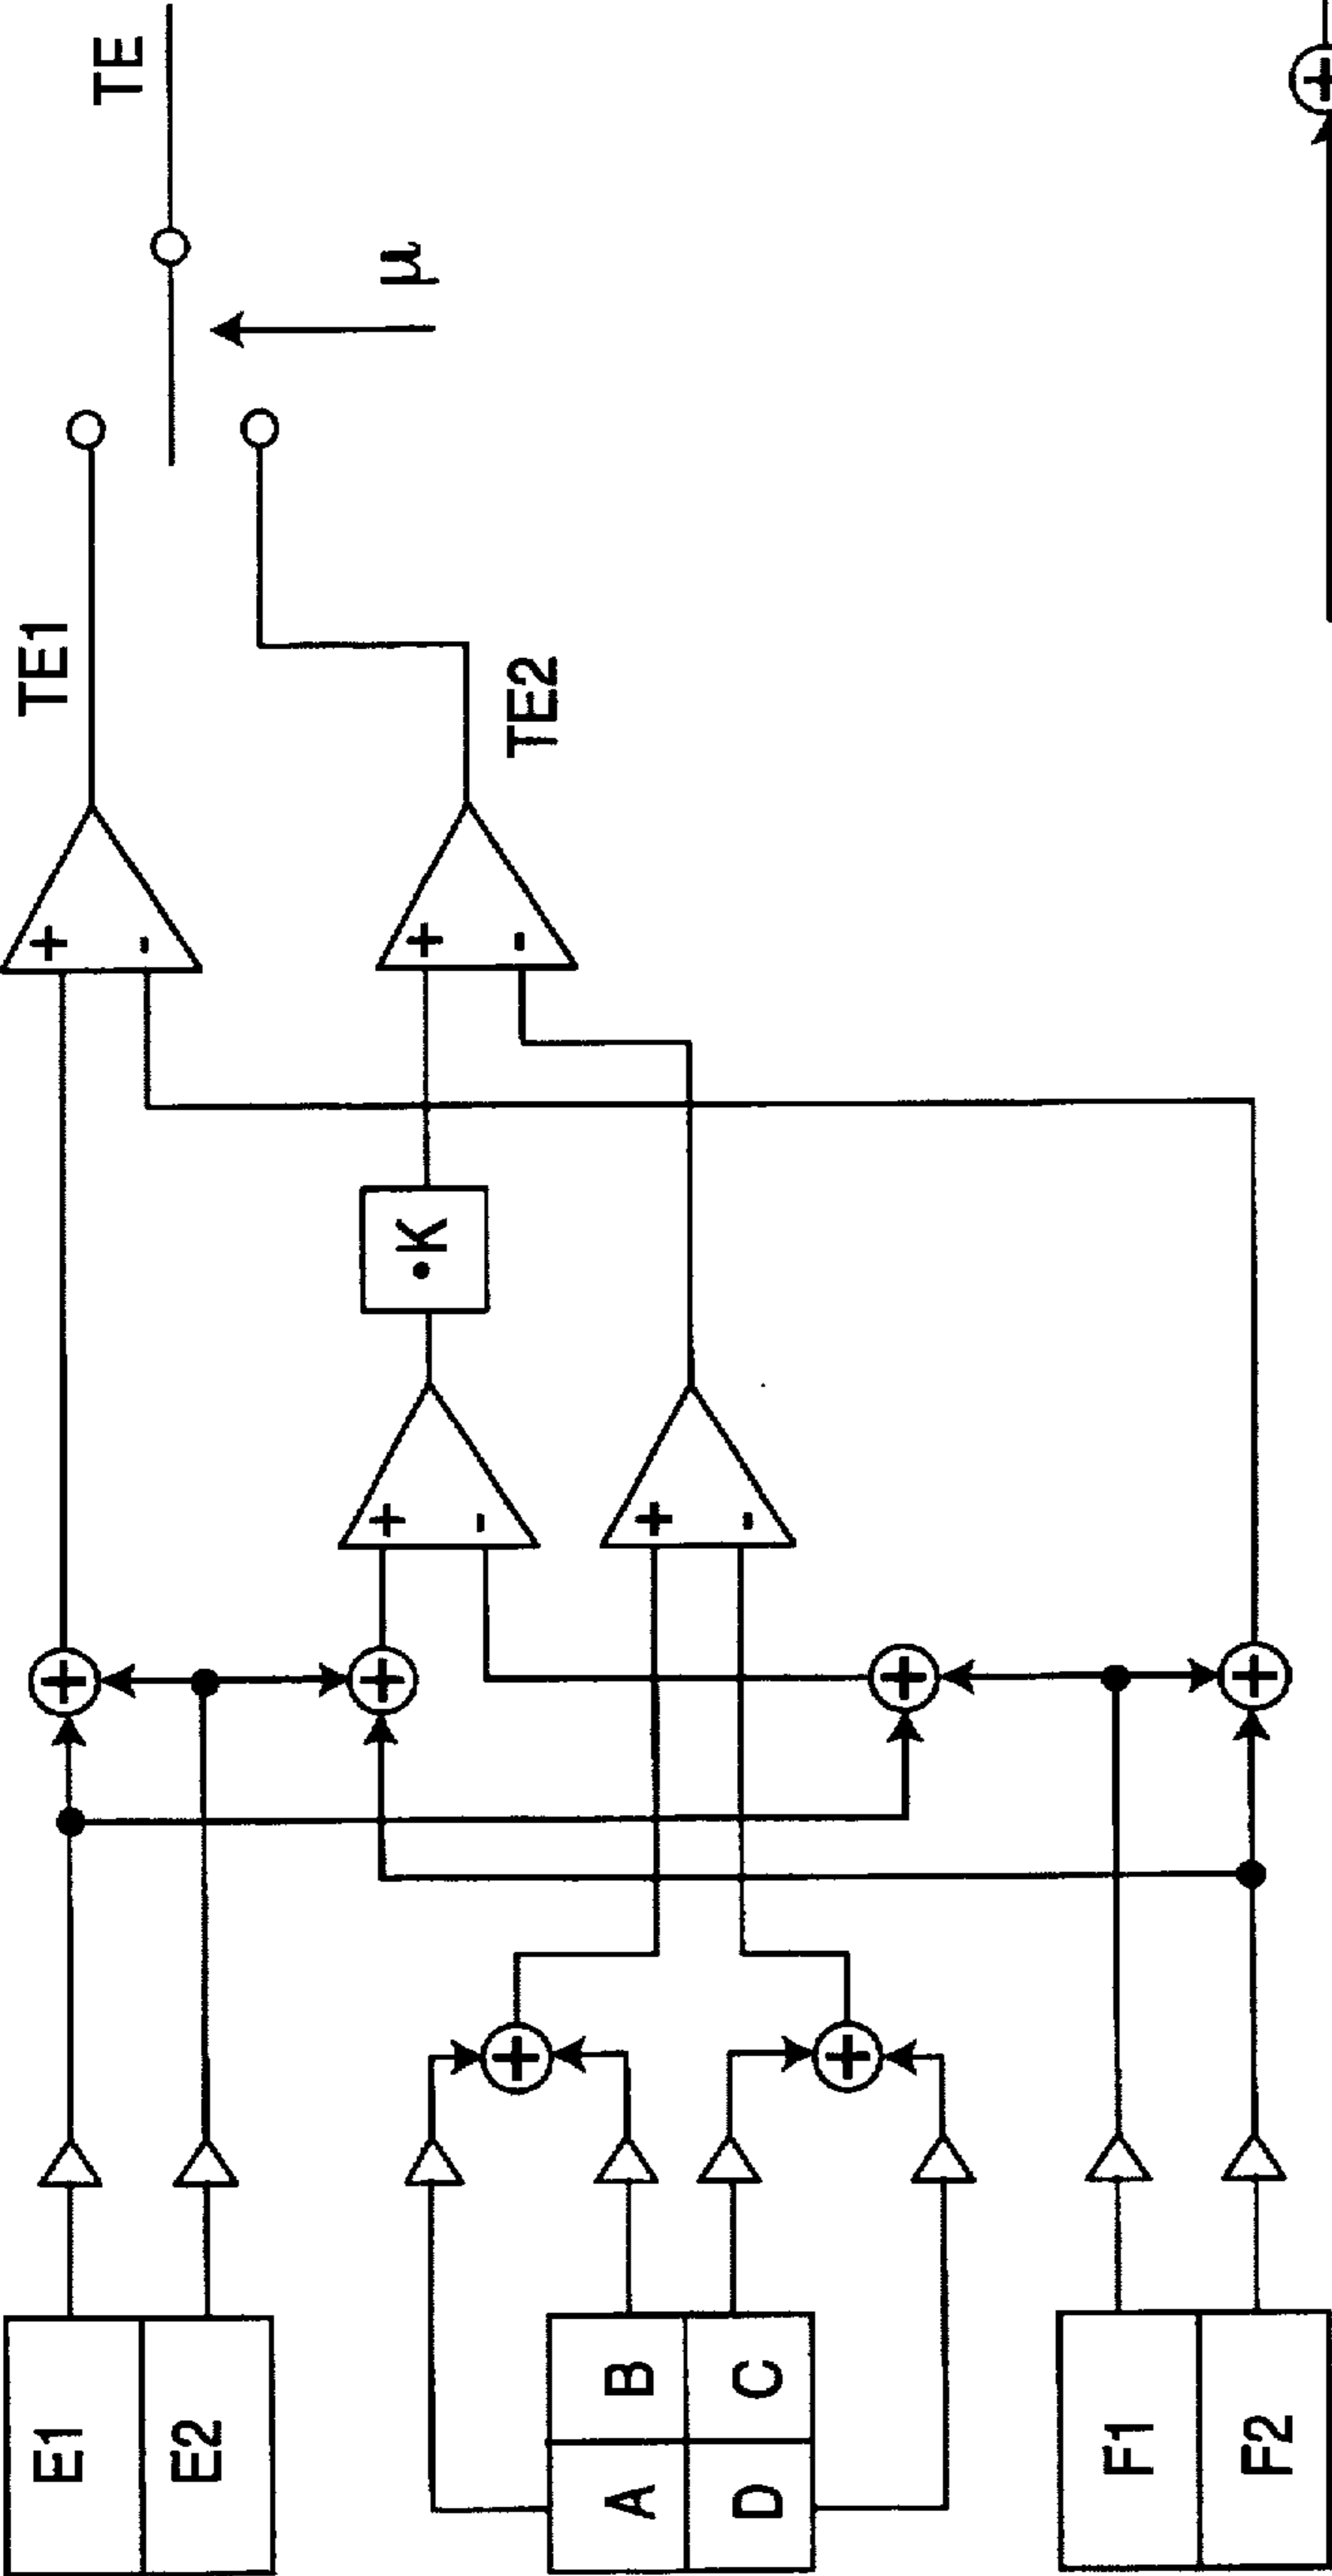 E1
E2
A B
D C
F1
F2
+
+
+
+
+
+
+ -
+ -
•K
+ -
+ -
TE1
TE2
μ
TE
+